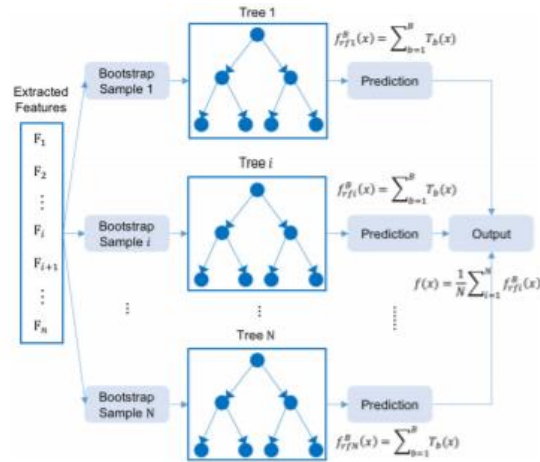 Extracted
Features
F₁
F₂
⋮
Fᵢ
Fᵢ₊₁
⋮
Fₙ
Bootstrap
Sample 1
Tree 1
f^B_{rf1}(x) = ∑^B_{b=1} T_b(x)
Prediction
Bootstrap
Sample i
Tree i
f^B_{rfi}(x) = ∑^B_{b=1} T_b(x)
Prediction
Output
f(x) = 1/N ∑^N_{i=1} f^B_{rfi}(x)
Bootstrap
Sample N
Tree N
Prediction
f^B_{rfN}(x) = ∑^B_{b=1} T_b(x)